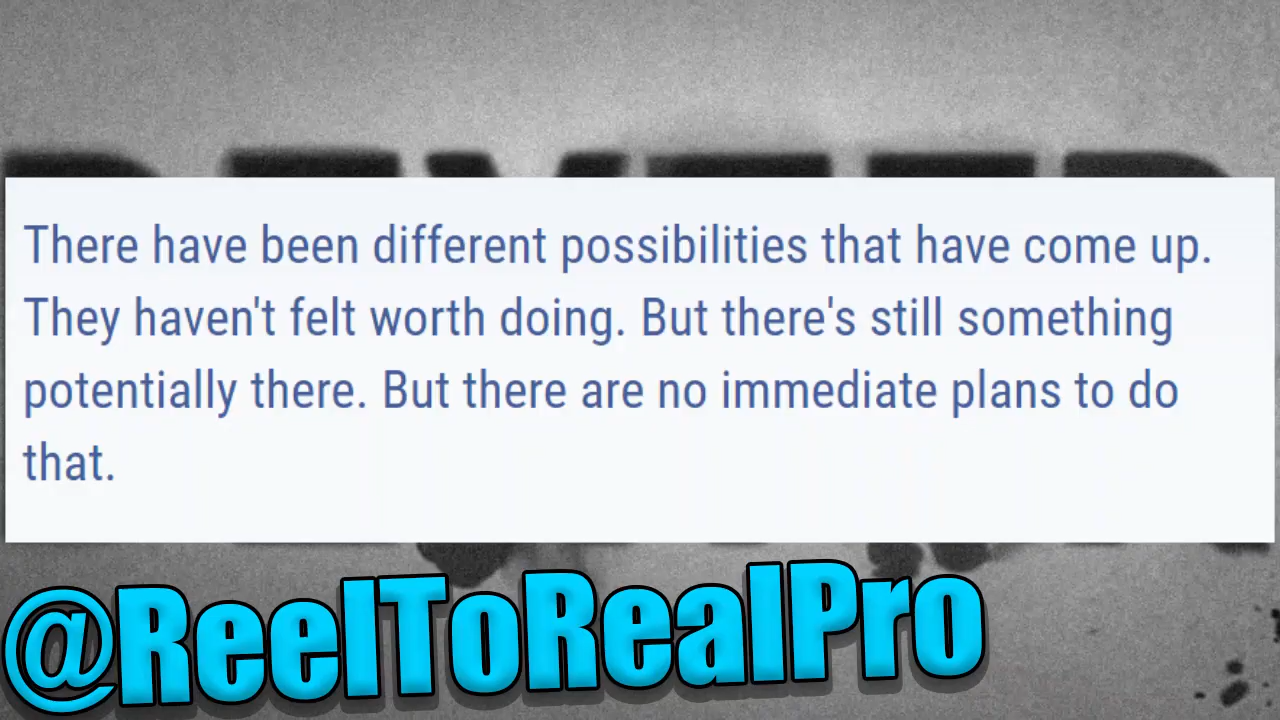 There have been different possibilities that have come up.
They haven't felt worth doing. But there's still something
potentially there. But there are no immediate plans to do
that.
@ReelToRealPro